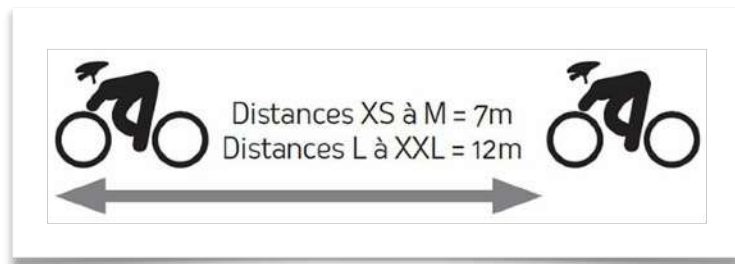 Distances XS à M = 7m
Distances L à XXL = 12m